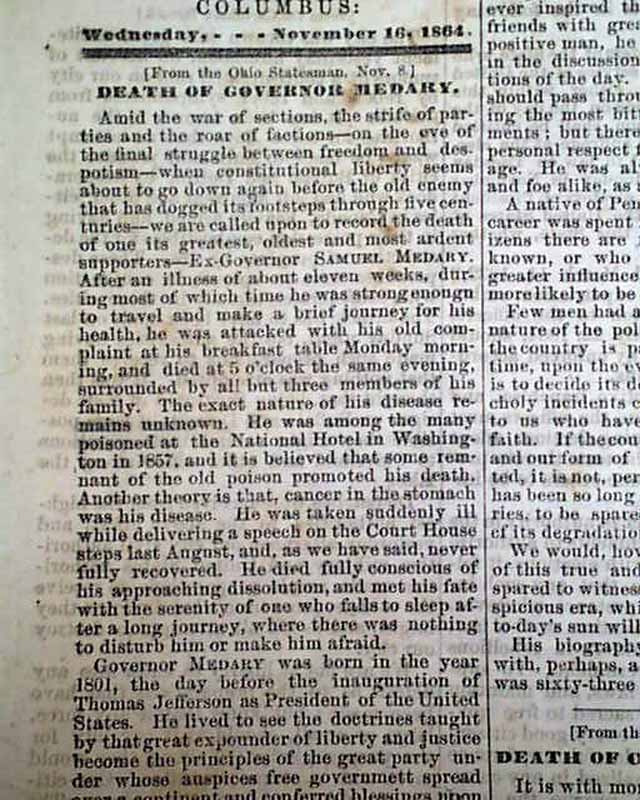 COLUMBUS:
Wednesday, - - - November 16, 1864.
[From the Ohio Statesman, Nov. 8.]
DEATH OF GOVERNOR MEDARY.
Amid the war of sections, the strife of par-
ties and the roar of factions—on the eve of
the final struggle between freedom and des-
potism—when constitutional liberty seems
about to go down again before the old enemy
that has dogged its footsteps through five cen-
turies—we are called upon to record the death
of one its greatest, oldest and most ardent
supporters—Ex-Governor SAMUEL MEDARY.
After an illness of about eleven weeks, dur-
ing most of which time he was strong enough
to travel and make a brief journey for his
health, he was attacked with his old com-
plaint at his breakfast table Monday morn-
ing, and died at 5 o'clock the same evening,
surrounded by all but three members of his
family. The exact nature of his disease re-
mains unknown. He was among the many
poisoned at the National Hotel in Washing-
ton in 1857, and it is believed that some rem-
nant of the old poison promoted his death.
Another theory is that, cancer in the stomach
was his disease. He was taken suddenly ill
while delivering a speech on the Court House
steps last August, and, as we have said, never
fully recovered. He died fully conscious of
his approaching dissolution, and met his fate
with the serenity of one who falls to sleep af-
ter a long journey, where there was nothing
to disturb him or make him afraid.
Governor MEDARY was born in the year
1801, the day before the inauguration of
Thomas Jefferson as President of the United
States. He lived to see the doctrines taught
by that great expounder of liberty and justice
become the principles of the great party un-
der whose auspices free governmett spread
over a continent and conferred blessings upon
ever inspired
friends with
positive man, he
in the discussion
tions of the day.
should pass
ing the most
ments; but there
personal respect
age. He was
and foe alike, as
A native of
career was spent
izens there are
known, or who
greater influence
more likely to be
Few men had a
nature of the
the country is
time, upon the
is to decide its
choly incidents
to us who have
faith. If the
and our form of
ted, it is not,
has been so long
ries, to be
of its
We would,
of this true and
spared to witness
spicious era,
to-day's sun will
His biography
with, perhaps, a
was sixty-three
[From
DEATH OF
It is with